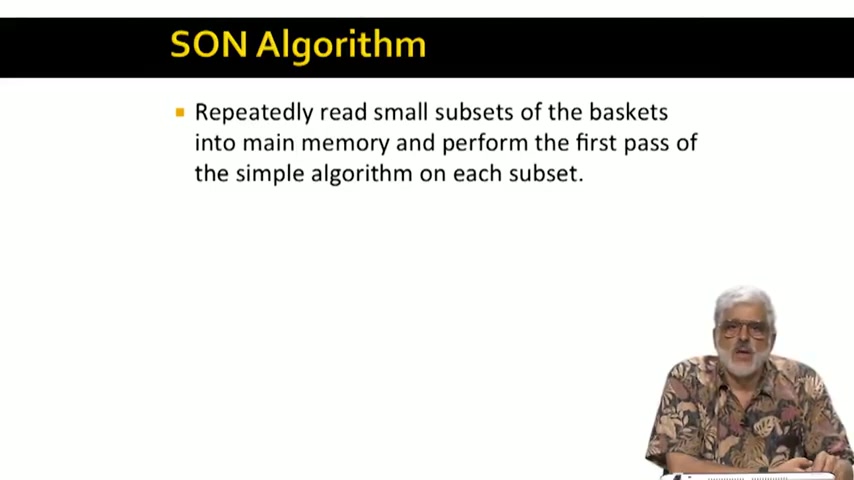 SON Algorithm
Repeatedly read small subsets of the baskets
into main memory and perform the first pass of
the simple algorithm on each subset.